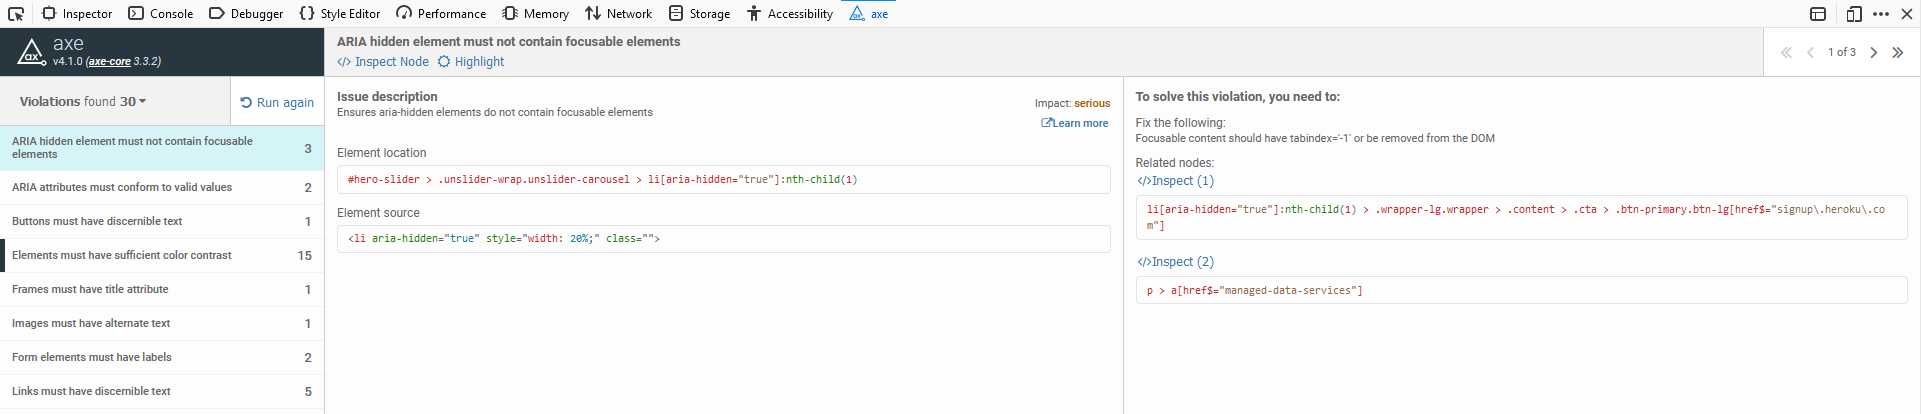 Inspector Console Debugger Style Editor Performance Memory Network Storage Accessibility axe
axe
v4.1.0 (axe-core 3.3.2)
ax
ARIA hidden element must not contain focusable elements
Inspect Node Highlight
1 of 3
Violations found 30
Run again
ARIA hidden element must not contain focusable
elements
3
ARIA attributes must conform to valid values 2
Buttons must have discernible text 1
Elements must have sufficient color contrast 15
Frames must have title attribute 1
Images must have alternate text 1
Form elements must have labels 2
Links must have discernible text 5
Issue description
Ensures aria-hidden elements do not contain focusable elements
Impact: serious
Learn more
Element location
#hero-slider > .unslider-wrap.unslider-carousel > li[aria-hidden="true"]:nth-child(1)
Element source
<li aria-hidden="true" style="width: 20%;" class="">
To solve this violation, you need to:
Fix the following:
Focusable content should have tabindex='-1' or be removed from the DOM
Related nodes:
</>Inspect (1)
li[aria-hidden="true"]:nth-child(1) > .wrapper-lg.wrapper > .content > .cta > .btn-primary.btn-lg[href$="signup\.heroku\.co
m"]
</>Inspect (2)
p > a[href$="managed-data-services"]